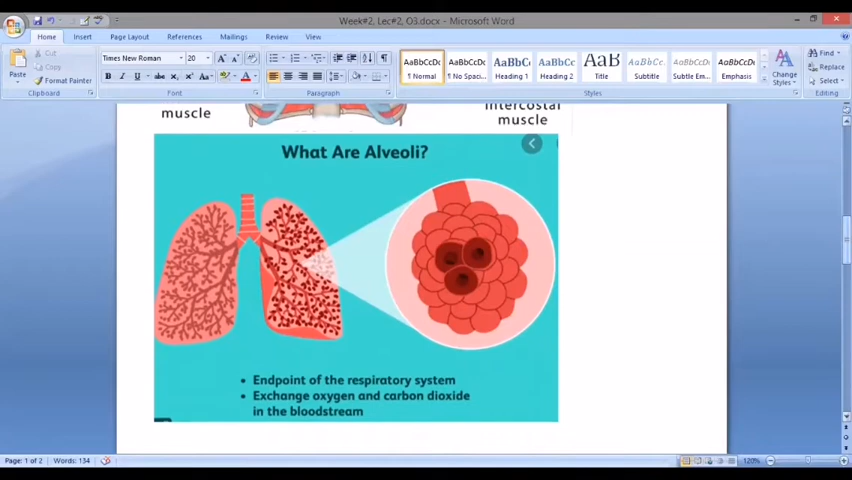 Week#2, Lec#2, O3.docx - Microsoft Word
Home Insert Page Layout References Mailings Review View
Cut
Copy
Format Painter
Paste
Clipboard
Times New Roman 20
Font
Paragraph
AaBbCcDc AaBbCcDc AaBbCc AaBbCc AaBb AaBbCcL AaBbCcDc AaBbCcDc
¶ Normal ¶ No Spaci... Heading 1 Heading 2 Title Subtitle Subtle Em... Emphasis
Change Styles
Styles
Find
Replace
Select
Editing
muscle
intercostal
muscle
What Are Alveoli?
• Endpoint of the respiratory system
• Exchange oxygen and carbon dioxide
in the bloodstream
Page: 1 of 2 Words: 134 120%